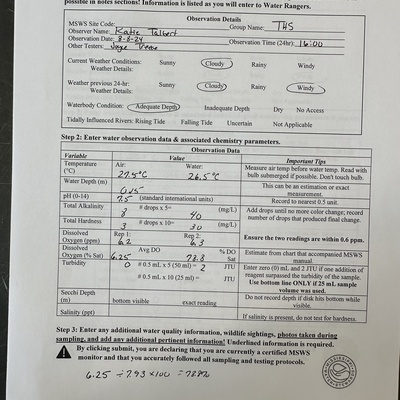 possible in notes sections! Information is listed as you will enter to Water Rangers.
Observation Details
MSWS Site Code:
Observer Name: Katie Talbert Group Name: THS
Observation Date: 8-6-24 Observation Time (24hr): 16:00
Other Testers: Joye
Current Weather Conditions: Sunny Cloudy Rainy Windy
Weather Details:
Weather previous 24-hr: Sunny Cloudy Rainy Windy
Weather Details:
Waterbody Condition: Adequate Depth Inadequate Depth Dry No Access
Tidally Influenced Rivers: Rising Tide Falling Tide Uncertain Not Applicable
Step 2: Enter water observation data & associated chemistry parameters.
Observation Data
Variable Value Important Tips
Temperature (°C) Air: 27.5°C Water: 26.5°C Measure air temp before water temp. Read with bulb submerged if possible. Don't touch bulb.
Water Depth (m) 0.45 This can be an estimation or exact measurement.
pH (0-14) 7.5 (standard international units) Record to nearest 0.5 unit.
Total Alkalinity 8 # drops x 5= 40 (mg/L) Add drops until no more color change; record number of drops that produced final change.
Total Hardness 3 # drops x 10= 30 (mg/L)
Dissolved Oxygen (ppm) Rep 1: 6.2 Rep 2: 6.3 Ensure the two readings are within 0.6 ppm.
Dissolved Oxygen (% Sat) 6.25 Avg DO 78.8 % DO Sat Estimate from chart that accompanied MSWS manual.
Turbidity 0 # 0.5 mL x 5 (50 ml) = 2 JTU Enter zero (0) mL and 2 JTU if one addition of reagent surpassed the turbidity of the sample.
# 0.5 mL x 10 (25 ml) = JTU Use bottom line ONLY if 25 mL sample volume was used.
Secchi Depth (m) bottom visible exact reading Do not record depth if disk hits bottom while visible.
Salinity (ppt) If salinity is present, do not test for hardness.
Step 3: Enter any additional water quality information, wildlife sightings, photos taken during
sampling, and add any additional pertinent information! Underlined information is required.
By clicking submit, you are declaring that you are currently a certified MSWS
monitor and that you accurately followed all sampling and testing protocols.
6.25 ÷ 7.93 x 100 = 78.8%